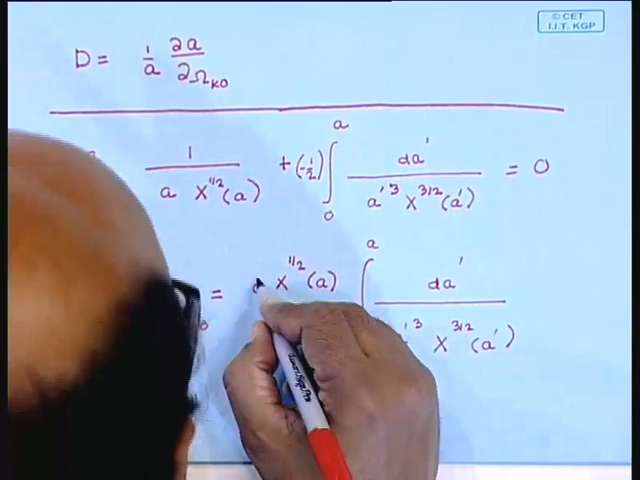 © CET
I.I.T. KGP
D = 1/a ∂a/∂Ω_K0
1/(a X^1/2(a)) + (-1/2) ∫_0^a da'/(a'^3 X^3/2(a')) = 0
= X^1/2(a) ∫^a da'/('^3 X^3/2(a'))